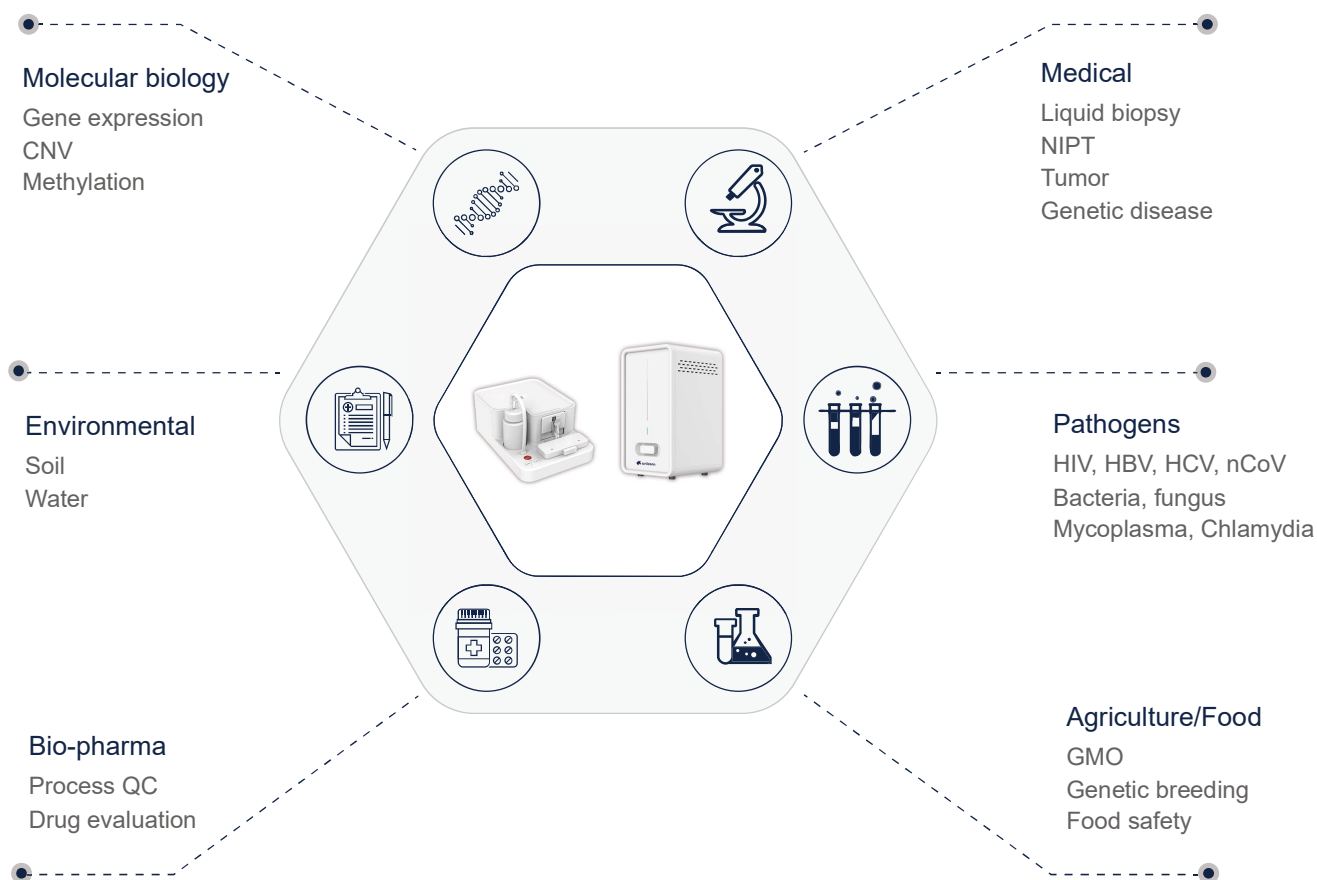 Molecular biology
Gene expression
CNV
Methylation
Medical
Liquid biopsy
NIPT
Tumor
Genetic disease
Environmental
Soil
Water
Pathogens
HIV, HBV, HCV, nCoV
Bacteria, fungus
Mycoplasma, Chlamydia
Bio-pharma
Process QC
Drug evaluation
Agriculture/Food
GMO
Genetic breeding
Food safety